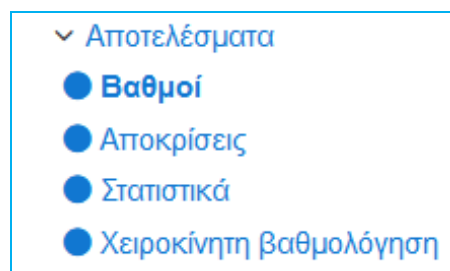 Αποτελέσματα
Βαθμοί
Αποκρίσεις
Στατιστικά
Χειροκίνητη βαθμολόγηση